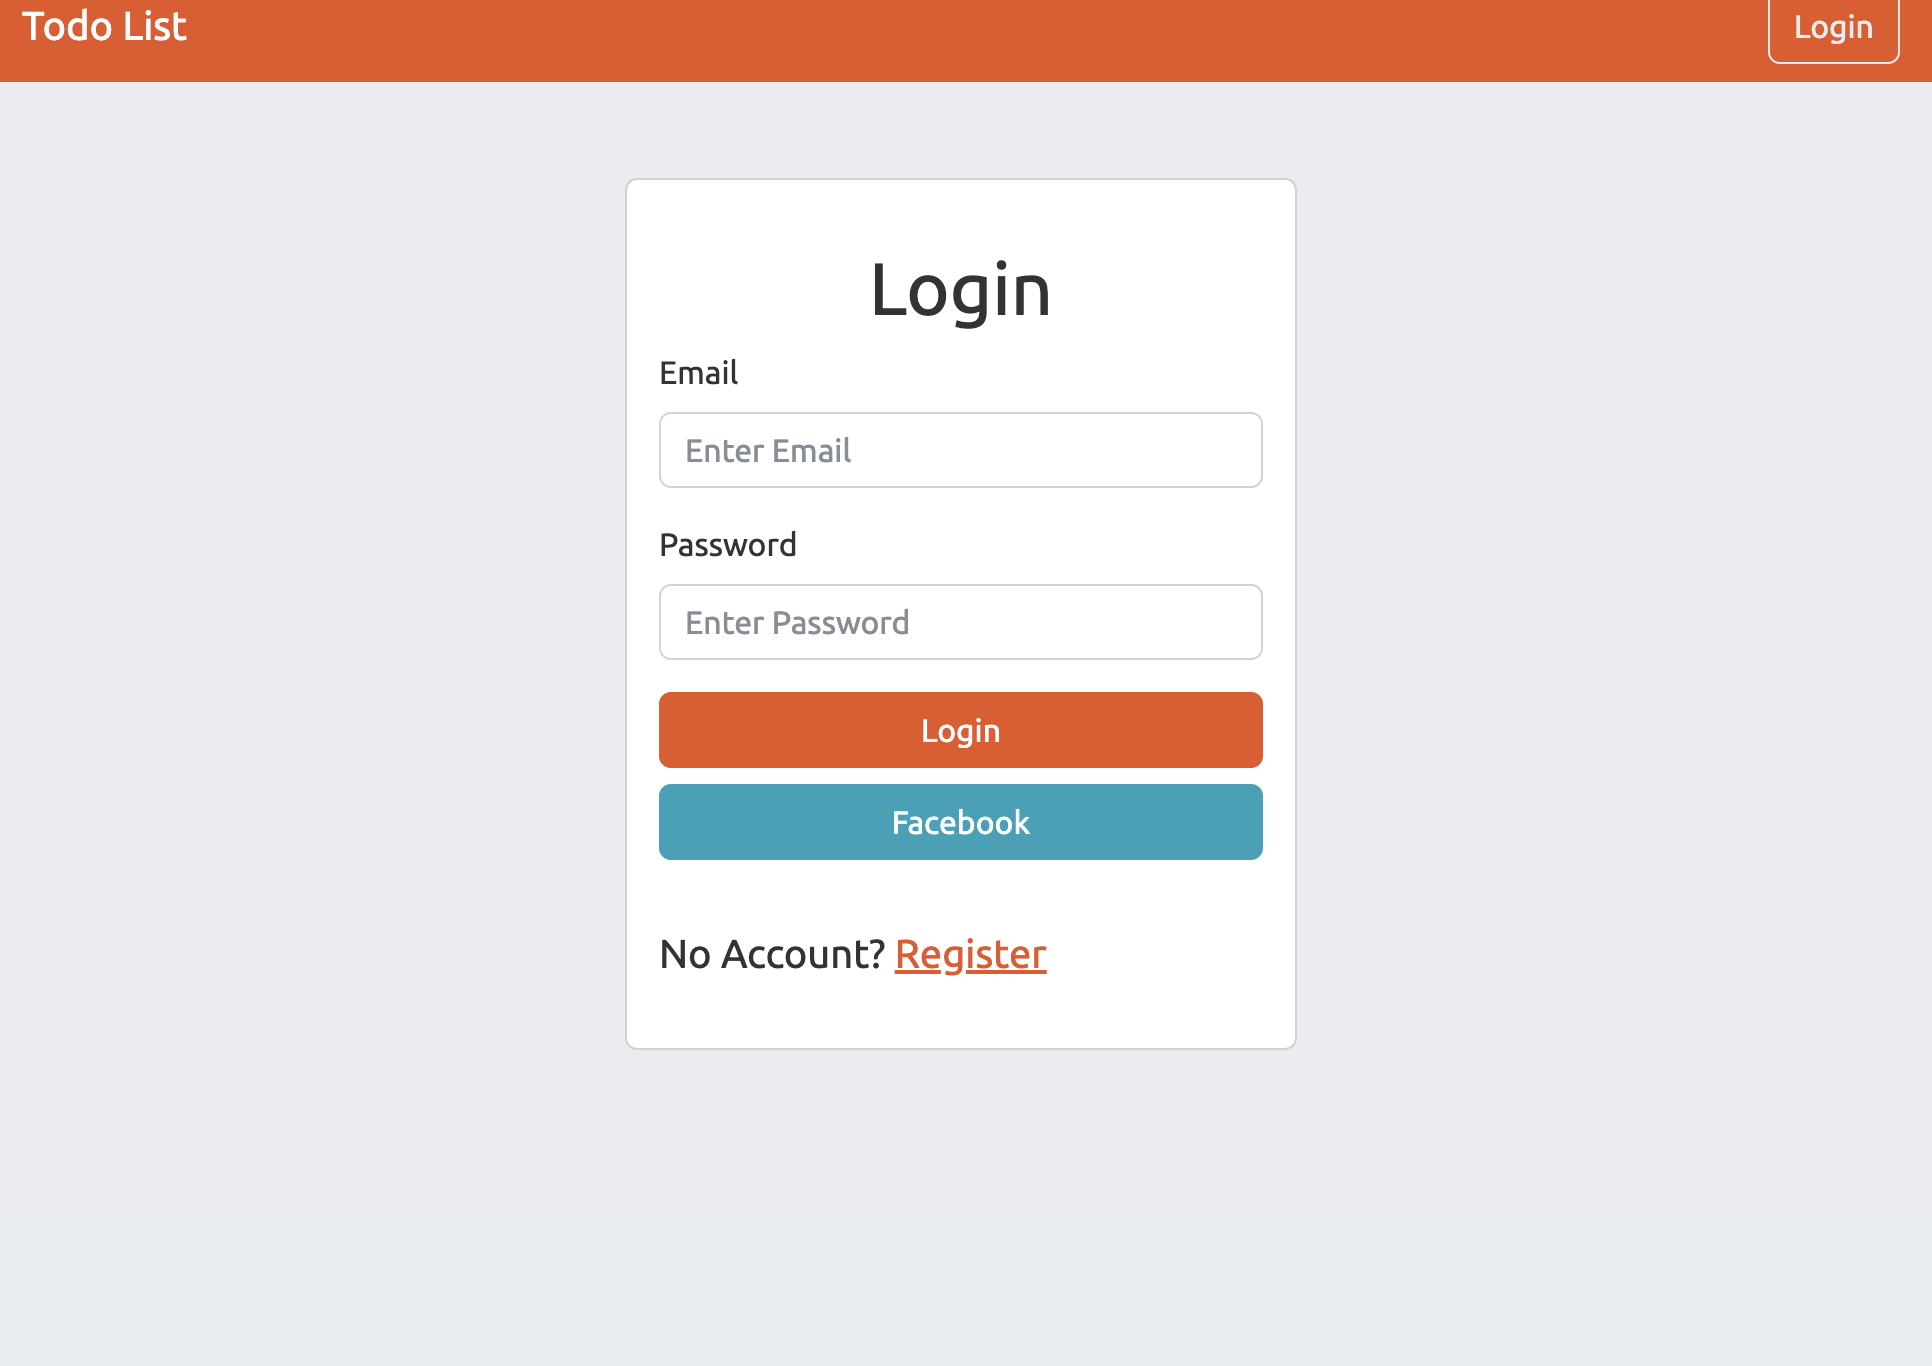 Todo List
Login
Login
Email
Enter Email
Password
Enter Password
Login
Facebook
No Account? Register